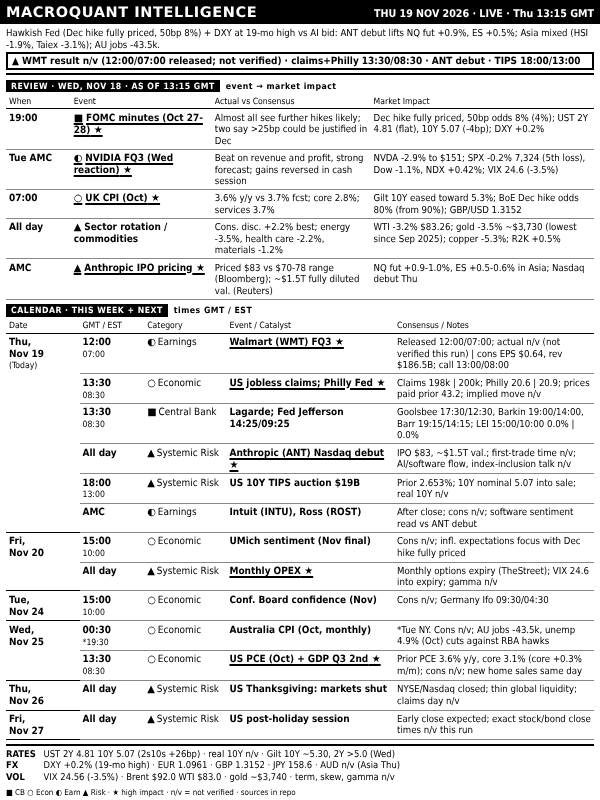 MACROQUANT INTELLIGENCE
THU 19 NOV 2026 · LIVE · Thu 13:15 GMT
Hawkish Fed (Dec hike fully priced, 50bp 8%) + DXY at 19-mo high vs AI bid: ANT debut lifts NQ fut +0.9%, ES +0.5%; Asia mixed (HSI
-1.9%, Taiex -3.1%); AU jobs -43.5k.
▲ WMT result n/v (12:00/07:00 released; not verified) · claims+Philly 13:30/08:30 · ANT debut · TIPS 18:00/13:00
REVIEW · WED, NOV 18 · AS OF 13:15 GMT event → market impact
When Event Actual vs Consensus Market Impact
19:00
■ FOMC minutes (Oct 27-
28) ★
Almost all see further hikes likely;
two say >25bp could be justified in
Dec
Dec hike fully priced, 50bp odds 8% (4%); UST 2Y
4.81 (flat), 10Y 5.07 (-4bp); DXY +0.2%
Tue AMC
◐ NVIDIA FQ3 (Wed
reaction) ★
Beat on revenue and profit, strong
forecast; gains reversed in cash
session
NVDA -2.9% to $151; SPX -0.2% 7,324 (5th loss),
Dow -1.1%, NDX +0.42%; VIX 24.6 (-3.5%)
07:00
○ UK CPI (Oct) ★
3.6% y/y vs 3.7% fcst; core 2.8%;
services 3.7%
Gilt 10Y eased toward 5.3%; BoE Dec hike odds
80% (from 90%); GBP/USD 1.3152
All day
▲ Sector rotation /
commodities
Cons. disc. +2.2% best; energy
-3.5%, health care -2.2%,
materials -1.2%
WTI -3.2% $83.26; gold -3.5% ~$3,730 (lowest
since Sep 2025); copper -5.3%; R2K +0.5%
AMC
▲ Anthropic IPO pricing ★
Priced $83 vs $70-78 range
(Bloomberg); ~$1.5T fully diluted
val. (Reuters)
NQ fut +0.9-1.0%, ES +0.5-0.6% in Asia; Nasdaq
debut Thu
CALENDAR · THIS WEEK + NEXT times GMT / EST
Date GMT / EST Category Event / Catalyst Consensus / Notes
Thu,
Nov 19
(Today)
12:00
07:00
◐ Earnings
Walmart (WMT) FQ3 ★
Released 12:00/07:00; actual n/v (not
verified this run) | cons EPS $0.64, rev
$186.5B; call 13:00/08:00
13:30
08:30
○ Economic
US jobless claims; Philly Fed ★
Claims 198k | 200k; Philly 20.6 | 20.9; prices
paid prior 43.2; implied move n/v
13:30
08:30
■ Central Bank
Lagarde; Fed Jefferson
14:25/09:25
Goolsbee 17:30/12:30, Barkin 19:00/14:00,
Barr 19:15/14:15; LEI 15:00/10:00 0.0% |
0.0%
All day
▲ Systemic Risk
Anthropic (ANT) Nasdaq debut
★
IPO $83, ~$1.5T val.; first-trade time n/v;
AI/software flow, index-inclusion talk n/v
18:00
13:00
▲ Systemic Risk
US 10Y TIPS auction $19B
Prior 2.653%; 10Y nominal 5.07 into sale;
real 10Y n/v
AMC
◐ Earnings
Intuit (INTU), Ross (ROST)
After close; cons n/v; software sentiment
read vs ANT debut
Fri,
Nov 20
15:00
10:00
○ Economic
UMich sentiment (Nov final)
Cons n/v; infl. expectations focus with Dec
hike fully priced
All day
▲ Systemic Risk
Monthly OPEX ★
Monthly options expiry (TheStreet); VIX 24.6
into expiry; gamma n/v
Tue,
Nov 24
15:00
10:00
○ Economic
Conf. Board confidence (Nov)
Cons n/v; Germany Ifo 09:30/04:30
Wed,
Nov 25
00:30
*19:30
○ Economic
Australia CPI (Oct, monthly)
*Tue NY. Cons n/v; AU jobs -43.5k, unemp
4.9% (Oct) cuts against RBA hawks
13:30
08:30
○ Economic
US PCE (Oct) + GDP Q3 2nd ★
Prior PCE 3.6% y/y, core 3.1% (core +0.3%
m/m); cons n/v; new home sales same day
Thu,
Nov 26
All day
▲ Systemic Risk
US Thanksgiving: markets shut
NYSE/Nasdaq closed; thin global liquidity;
claims day n/v
Fri,
Nov 27
All day
▲ Systemic Risk
US post-holiday session
Early close expected; exact stock/bond close
times n/v this run
RATES UST 2Y 4.81 10Y 5.07 (2s10s +26bp) · real 10Y n/v · Gilt 10Y ~5.30, 2Y >5.0 (Wed)
FX DXY +0.2% (19-mo high) · EUR 1.0961 · GBP 1.3152 · JPY 158.6 · AUD n/v (Asia Thu)
VOL VIX 24.56 (-3.5%) · Brent $92.0 WTI $83.0 · gold ~$3,740 · term, skew, gamma n/v
■ CB ○ Econ ◐ Earn ▲ Risk · ★ high impact · n/v = not verified · sources in repo